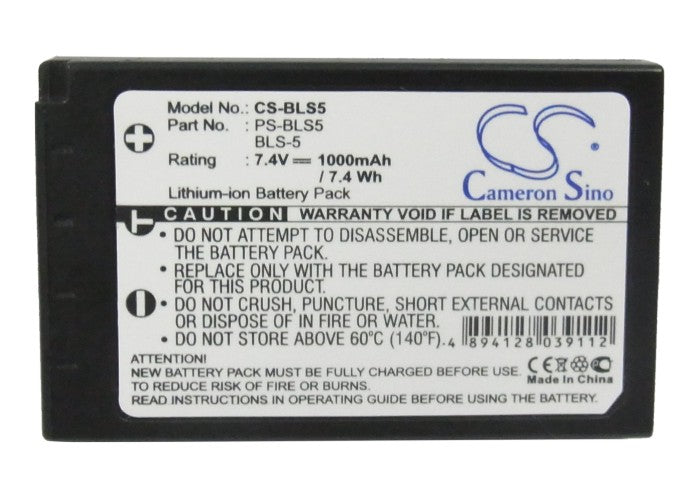 Model No.: CS-BLS5
Part No. : PS-BLS5
BLS-5
Rating : 7.4V 1000mAh
/ 7.4 Wh
Lithium-ion Battery Pack
CS
Cameron Sino
CAUTION WARRANTY VOID IF LABEL IS REMOVED
• DO NOT ATTEMPT TO DISASSEMBLE, OPEN OR SERVICE
THE BATTERY PACK.
• REPLACE ONLY WITH THE BATTERY PACK DESIGNED
FOR THIS PRODUCT.
• DO NOT CRUSH, PUNCTURE, SHORT EXTERNAL CONTACTS
OR DISPOSE OF IN FIRE OR WATER.
• DO NOT STORE ABOVE 60°C (140°F).
4 894128 039112
ATTENTION!
NEW BATTERY PACK MUST BE FULLY CHARGED BEFORE USE.
TO REDUCE RISK OF FIRE OR BURNS.
PLEASE READ INSTRUCTION IN OPERATING GUIDE BEFORE USING BATTERY.
CE
Made In China